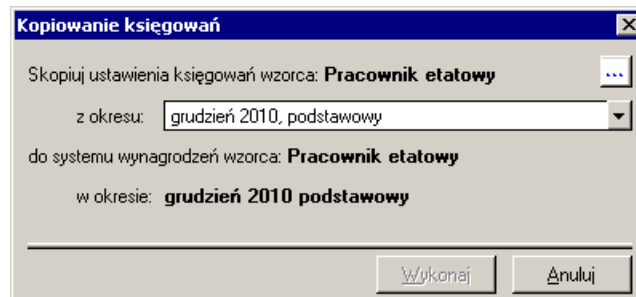 Kopiowanie księgowań
Skopiuj ustawienia księgowań wzorca: Pracownik etatowy ...
z okresu: grudzień 2010, podstawowy
do systemu wynagrodzeń wzorca: Pracownik etatowy
w okresie: grudzień 2010 podstawowy
Wykonaj Anuluj